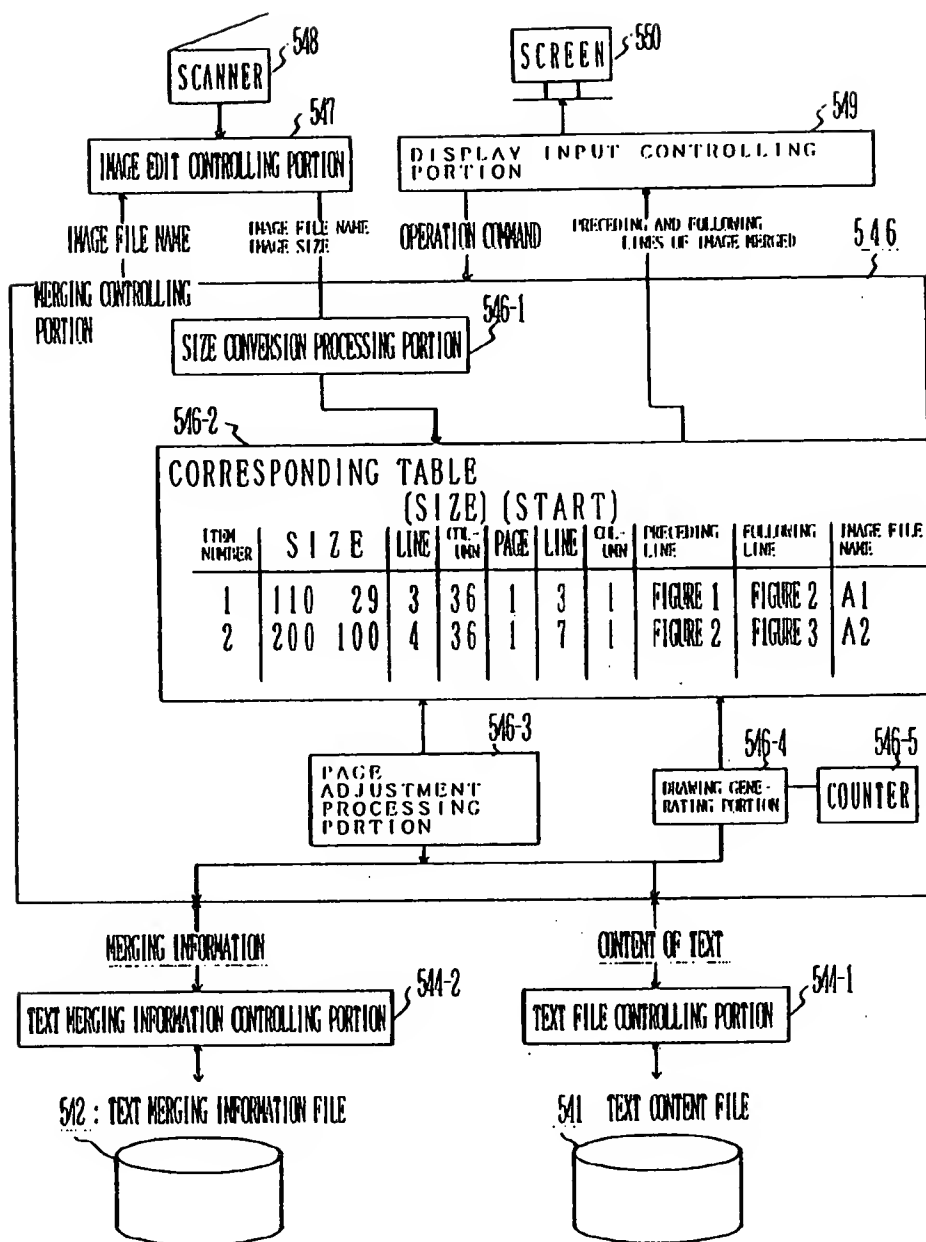 548
SCANNER
SCREEN
550
547
549
IMAGE EDIT CONTROLLING PORTION
DISPLAY INPUT CONTROLLING
PORTION
IMAGE FILE NAME
IMAGE FILE NAME
IMAGE SIZE
OPERATION COMMAND
PRECEDING AND FOLLOWING
LINES OF IMAGE MERGED
546
MERGING CONTROLLING
PORTION
546-1
SIZE CONVERSION PROCESSING PORTION
546-2
CORRESPONDING TABLE
(SIZE) (START)
ITEM NUMBER SIZE LINE COL-UMN PAGE LINE COL-UMN PRECEDING LINE FOLLOWING LINE IMAGE FILE NAME
1 110 29 3 36 1 3 1 FIGURE 1 FIGURE 2 A1
2 200 100 4 36 1 7 1 FIGURE 2 FIGURE 3 A2
546-3
PAGE
ADJUSTMENT
PROCESSING
PORTION
546-4
DRAWING GENE-
RATING PORTION
546-5
COUNTER
MERGING INFORMATION
CONTENT OF TEXT
544-2
TEXT MERGING INFORMATION CONTROLLING PORTION
544-1
TEXT FILE CONTROLLING PORTION
542 : TEXT MERGING INFORMATION FILE
541 TEXT CONTENT FILE